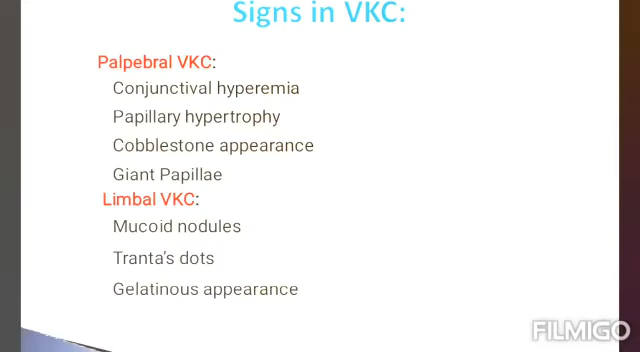 Signs in VKC:
Palpebral VKC:
Conjunctival hyperemia
Papillary hypertrophy
Cobblestone appearance
Giant Papillae
Limbal VKC:
Mucoid nodules
Tranta's dots
Gelatinous appearance
FILMIGO